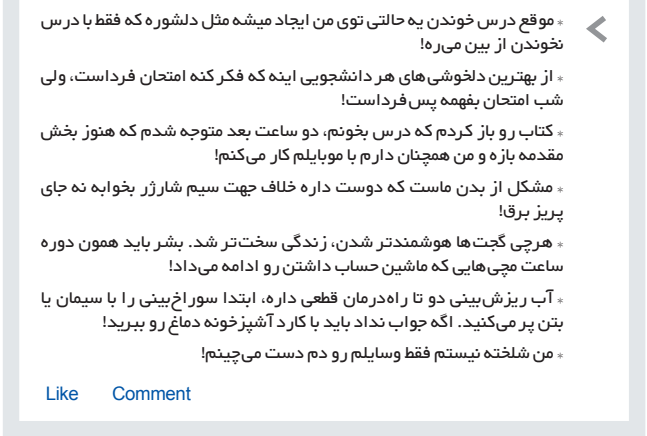 * موقع درس خوندن یه حالتی توی من ایجاد میشه مثل دلشوره که فقط با درس
نخوندن از بین می‌ره!
* از بهترین دلخوشی‌های هر دانشجویی اینه که فکر کنه امتحان فرداست، ولی
شب امتحان بفهمه پس‌فرداست!
* کتاب رو باز کردم که درس بخونم، دو ساعت بعد متوجه شدم که هنوز بخش
مقدمه بازه و من همچنان دارم با موبایلم کار می‌کنم!
* مشکل از بدن ماست که دوست داره خلاف جهت سیم شارژر بخوابه نه جای
پریز برق!
* هرچی گجت‌ها هوشمندتر شدن، زندگی سخت‌تر شد. بشر باید همون دوره
ساعت مچی‌هایی که ماشین حساب داشتن رو ادامه می‌داد!
* آب ریزش‌بینی دو تا راه‌درمان قطعی داره، ابتدا سوراخ‌بینی را با سیمان یا
بتن پر می‌کنید. اگه جواب نداد باید با کارد آشپزخونه دماغ رو ببرید!
* من شلخته نیستم فقط وسایلم رو دم دست می‌چینم!
Like Comment